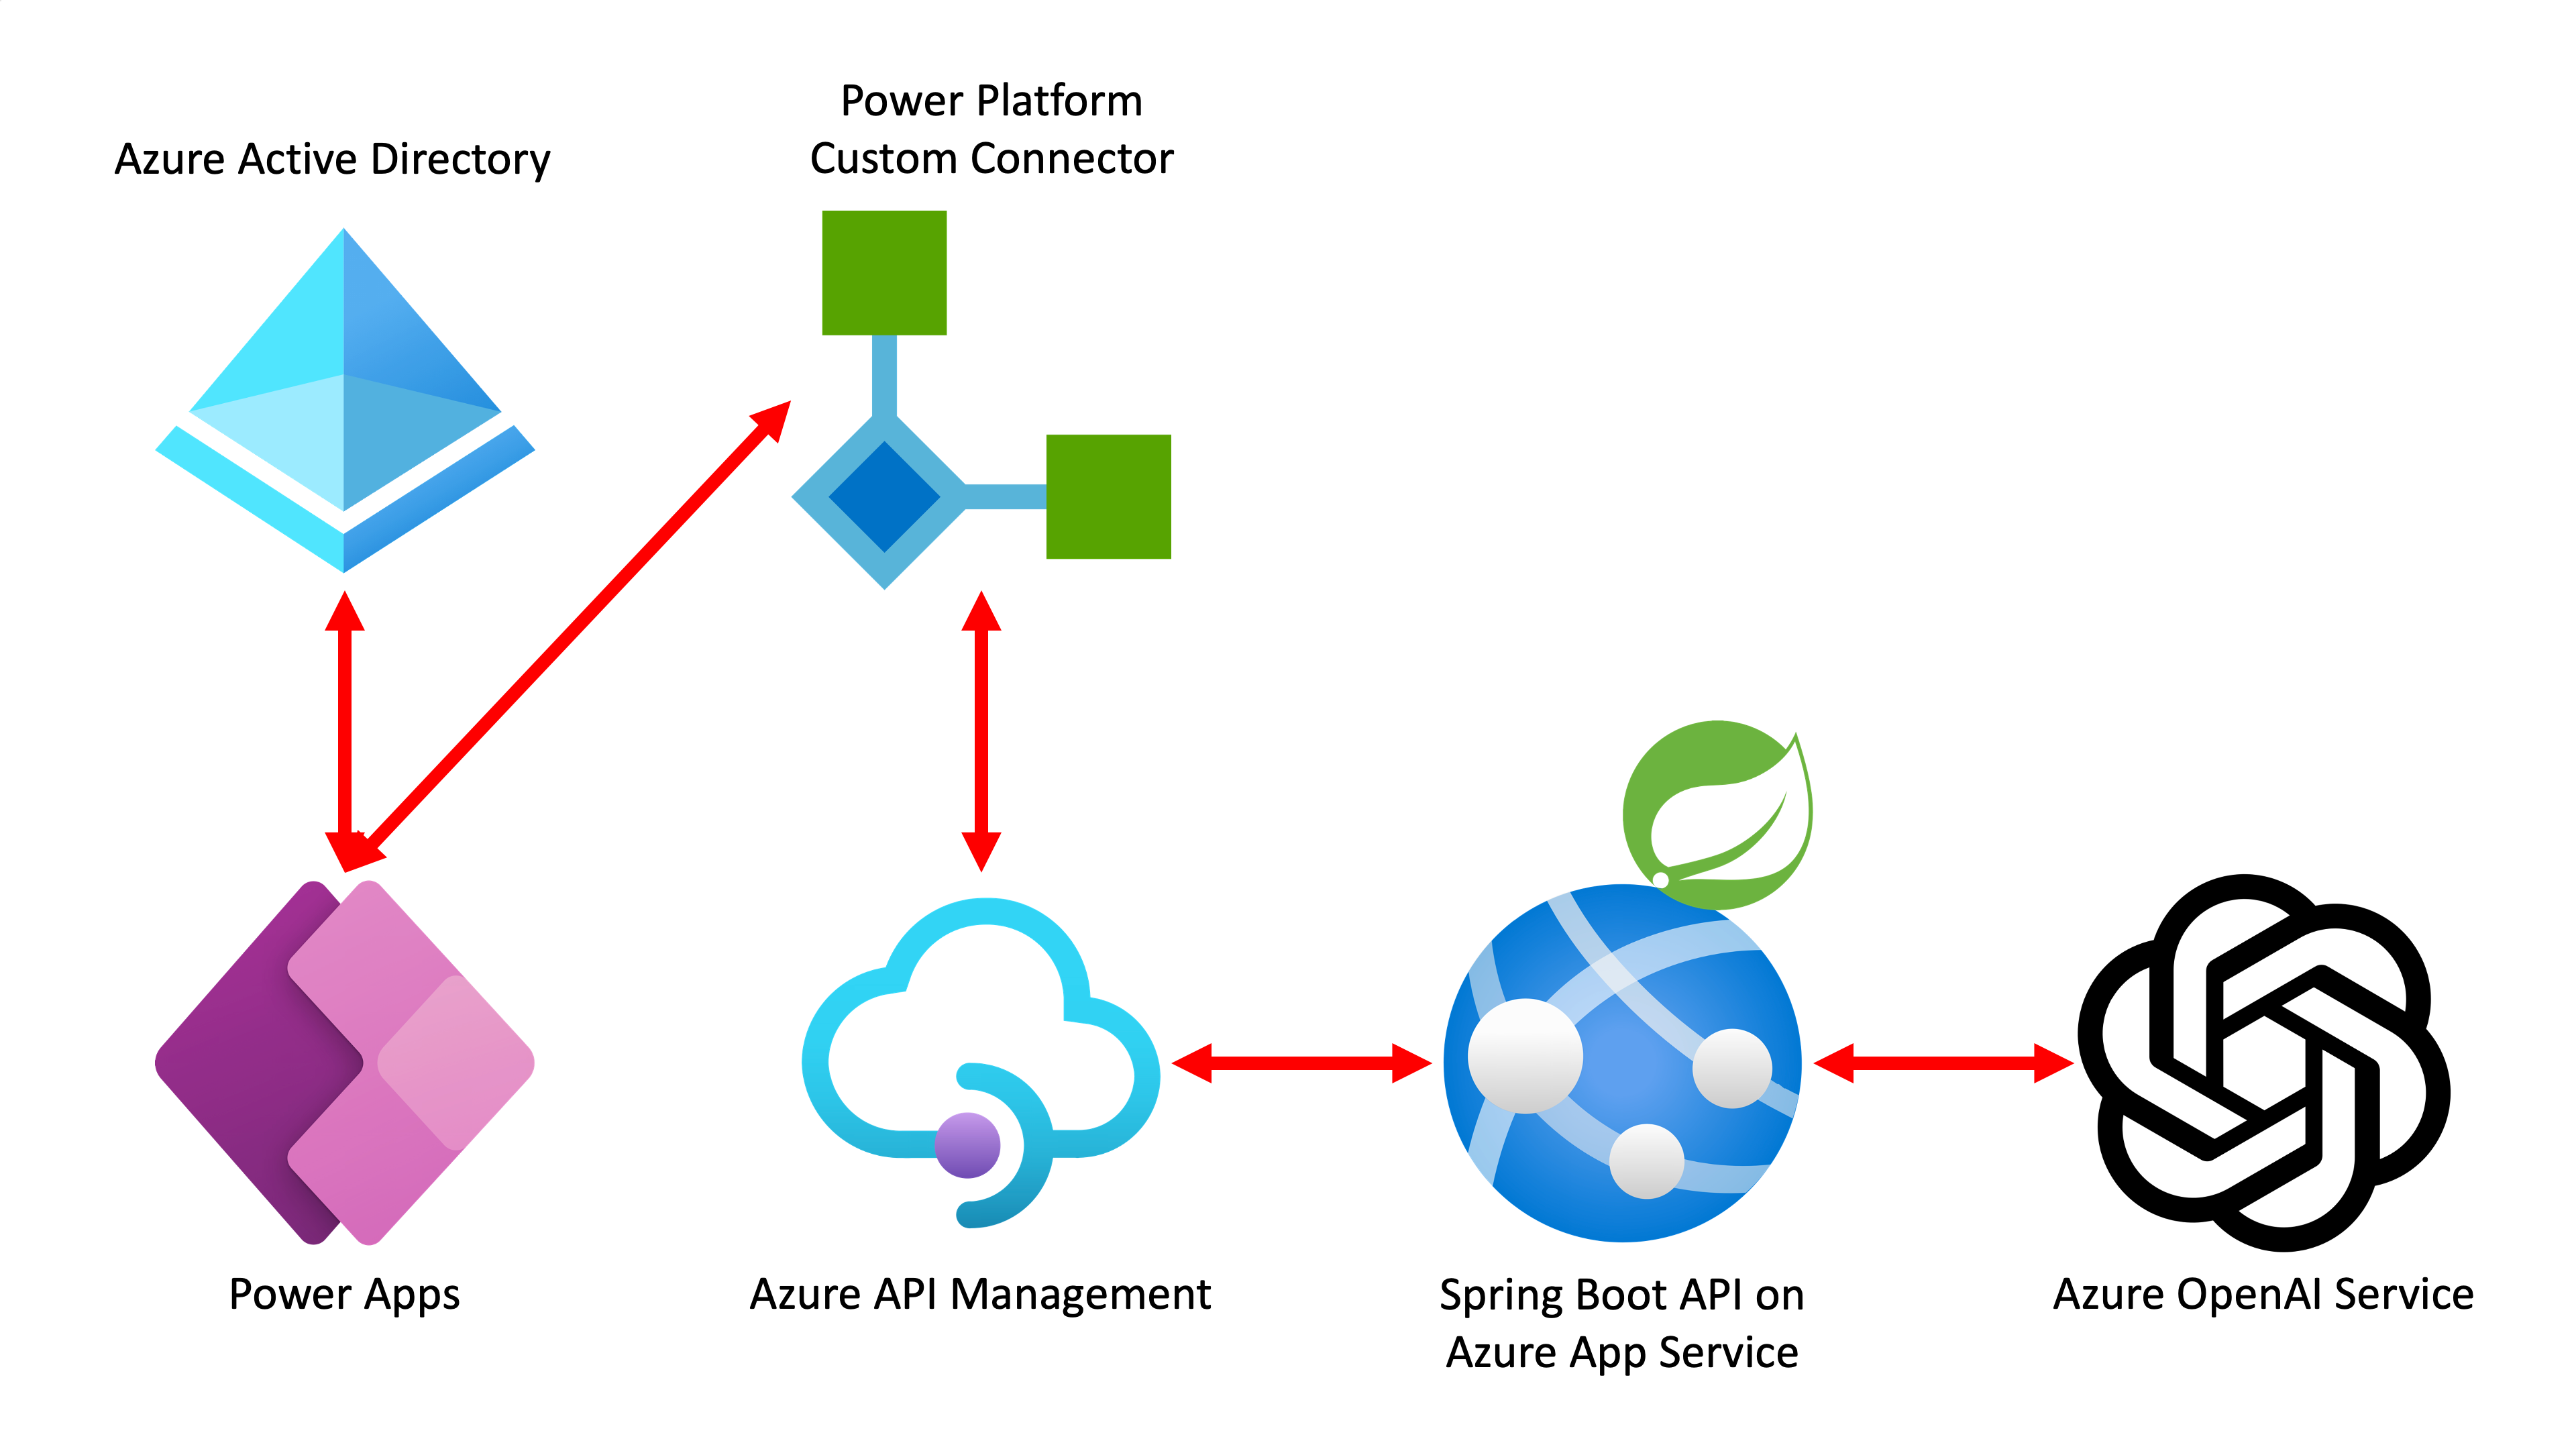 Power Platform
Custom Connector
Azure Active Directory
Power Apps
Azure API Management
Spring Boot API on
Azure App Service
Azure OpenAI Service